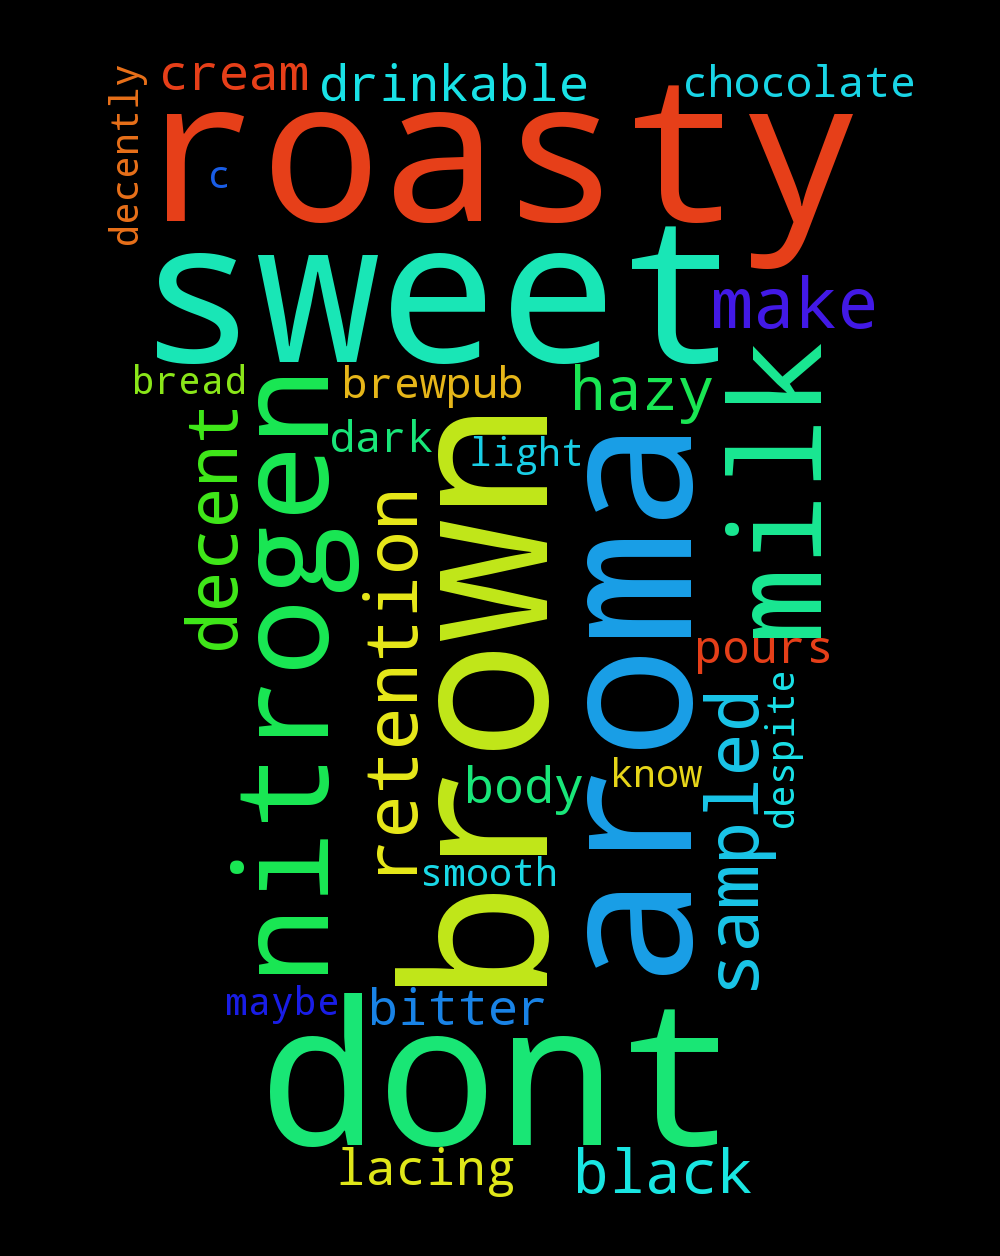 decently
cream
drinkable
chocolate
roasty
c
sweet
make
bread
brewpub
hazy
milk
decent
nitrogen
dark
light
brown
aroma
retention
pours
sampled
despite
body
know
smooth
maybe
bitter
dont
lacing
black